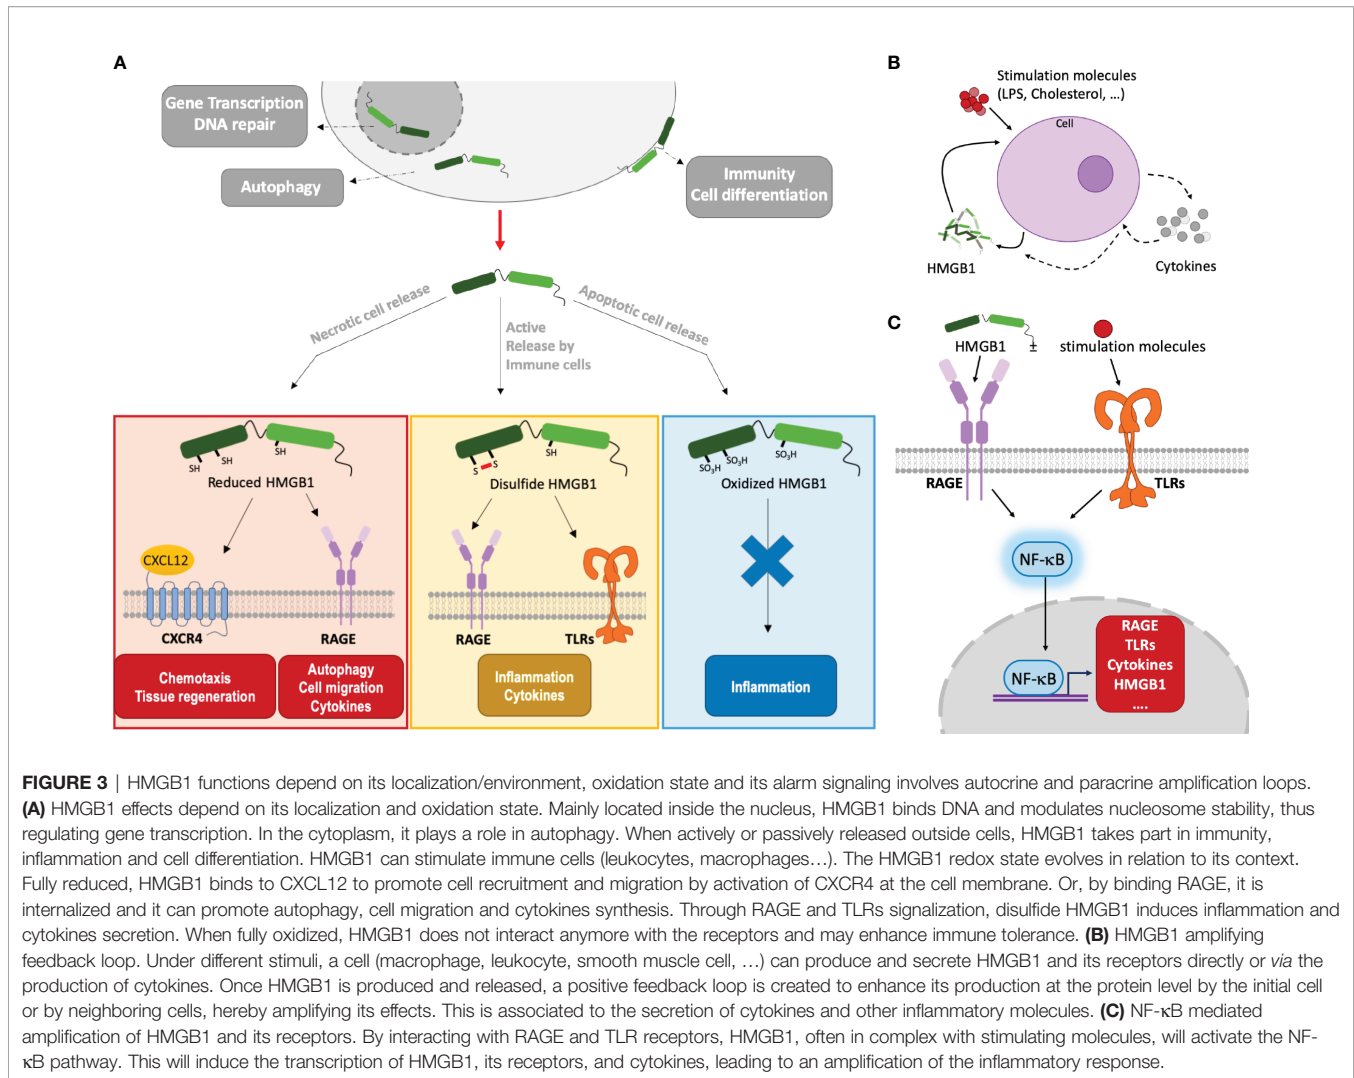 A
Gene Transcription
DNA repair
Autophagy
Immunity
Cell differentiation
Necrotic cell release
Active
Release by
Immune cells
Apoptotic cell release
SH
SH
SH
Reduced HMGB1
CXCL12
CXCR4
RAGE
Chemotaxis
Tissue regeneration
Autophagy
Cell migration
Cytokines
S
S
SH
Disulfide HMGB1
RAGE
TLRs
Inflammation
Cytokines
SO₃H
SO₃H
SO₃H
Oxidized HMGB1
Inflammation
B
Stimulation molecules
(LPS, Cholesterol, ...)
Cell
HMGB1
Cytokines
C
HMGB1
±
stimulation molecules
RAGE
TLRs
NF-κB
NF-κB
RAGE
TLRs
Cytokines
HMGB1
....
FIGURE 3 | HMGB1 functions depend on its localization/environment, oxidation state and its alarm signaling involves autocrine and paracrine amplification loops.
(A) HMGB1 effects depend on its localization and oxidation state. Mainly located inside the nucleus, HMGB1 binds DNA and modulates nucleosome stability, thus
regulating gene transcription. In the cytoplasm, it plays a role in autophagy. When actively or passively released outside cells, HMGB1 takes part in immunity,
inflammation and cell differentiation. HMGB1 can stimulate immune cells (leukocytes, macrophages…). The HMGB1 redox state evolves in relation to its context.
Fully reduced, HMGB1 binds to CXCL12 to promote cell recruitment and migration by activation of CXCR4 at the cell membrane. Or, by binding RAGE, it is
internalized and it can promote autophagy, cell migration and cytokines synthesis. Through RAGE and TLRs signalization, disulfide HMGB1 induces inflammation and
cytokines secretion. When fully oxidized, HMGB1 does not interact anymore with the receptors and may enhance immune tolerance. (B) HMGB1 amplifying
feedback loop. Under different stimuli, a cell (macrophage, leukocyte, smooth muscle cell, …) can produce and secrete HMGB1 and its receptors directly or via the
production of cytokines. Once HMGB1 is produced and released, a positive feedback loop is created to enhance its production at the protein level by the initial cell
or by neighboring cells, hereby amplifying its effects. This is associated to the secretion of cytokines and other inflammatory molecules. (C) NF-κB mediated
amplification of HMGB1 and its receptors. By interacting with RAGE and TLR receptors, HMGB1, often in complex with stimulating molecules, will activate the NF-
κB pathway. This will induce the transcription of HMGB1, its receptors, and cytokines, leading to an amplification of the inflammatory response.